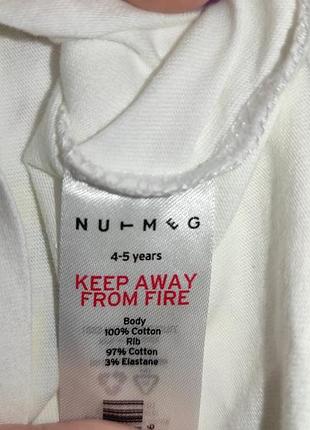 NUTMEG
4-5 years
KEEP AWAY
FROM FIRE
Body
100% Cotton
Rib
97% Cotton
3% Elastane